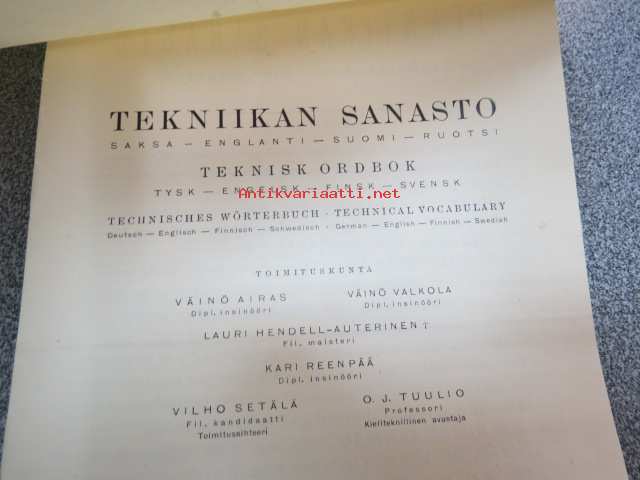 TEKNIIKAN SANASTO
SAKSA — ENGLANTI — SUOMI — RUOTSI
TEKNISK ORDBOK
TYSK — ENGELSK — FINSK — SVENSK
Antikvariaatti.net
TECHNISCHES WÖRTERBUCH · TECHNICAL VOCABULARY
Deutsch — Englisch — Finnisch — Schwedisch · German — English — Finnish — Swedish
TOIMITUSKUNTA
VÄINÖ AIRAS VÄINÖ VALKOLA
Dipl. insinööri Dipl. insinööri
LAURI HENDELL-AUTERINEN †
Fil. maisteri
KARI REENPÄÄ
Dipl. insinööri
VILHO SETÄLÄ O. J. TUULIO
Fil. kandidaatti Professori
Toimitussihteeri Kieliteknillinen avustaja